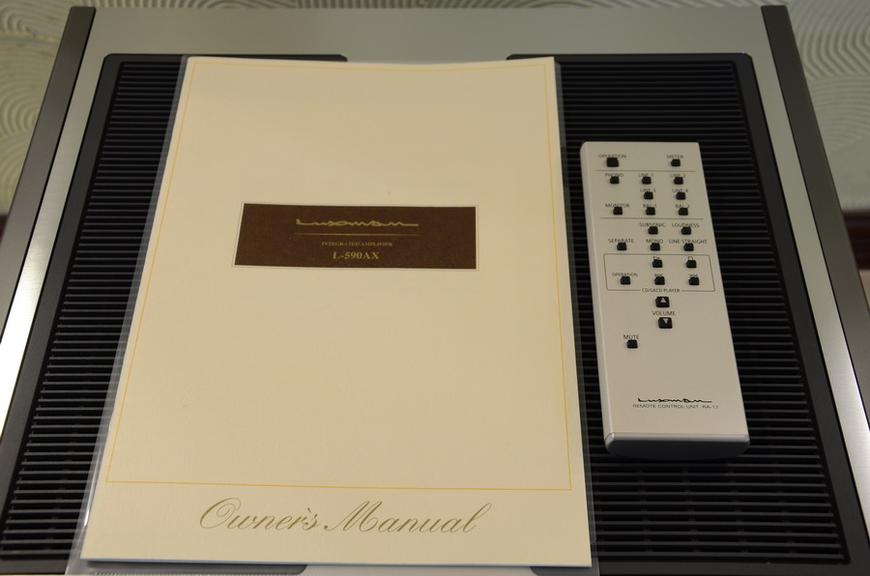 Luxman
INTEGRATED AMPLIFIER
L-590AX
Owner's Manual
OPERATION METER
PHONO LINE-1 LINE-2
LINE-3 LINE-4
MONITOR BAL-1 BAL-2
SUBSONIC LOUDNESS
SEPARATE MONO LINE STRAIGHT
OPERATION
CD/SACD PLAYER
VOLUME
MUTE
Luxman
REMOTE CONTROL UNIT RA-17